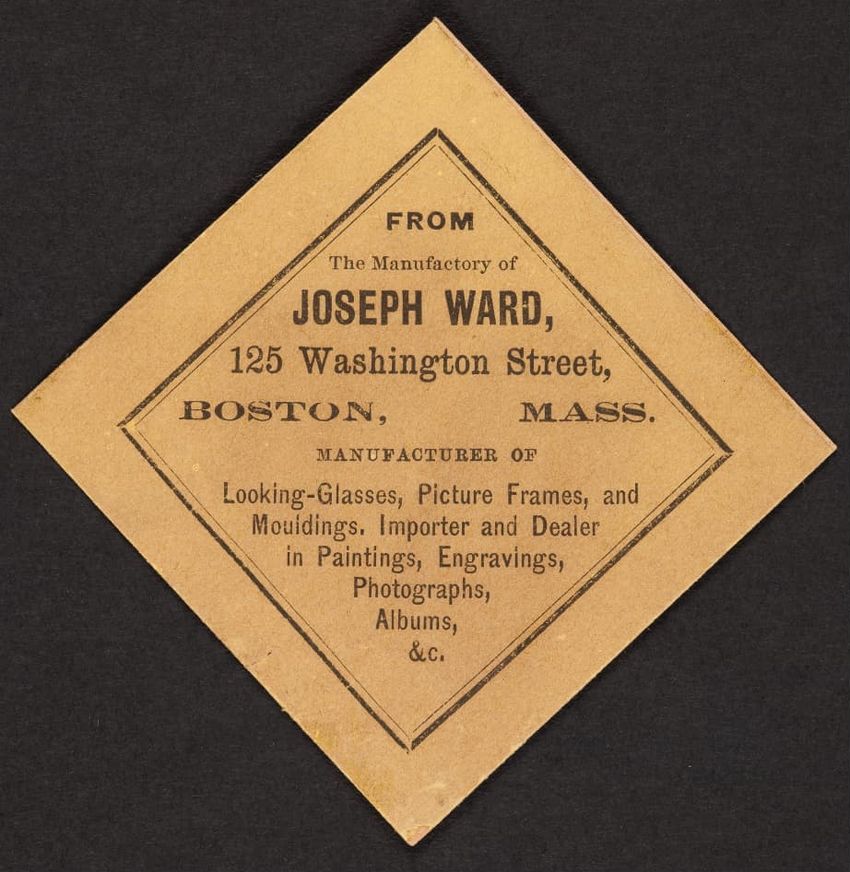 FROM
The Manufactory of
JOSEPH WARD,
125 Washington Street,
BOSTON, MASS.
MANUFACTURER OF
Looking-Glasses, Picture Frames, and
Mouldings. Importer and Dealer
in Paintings, Engravings,
Photographs,
Albums,
&c.